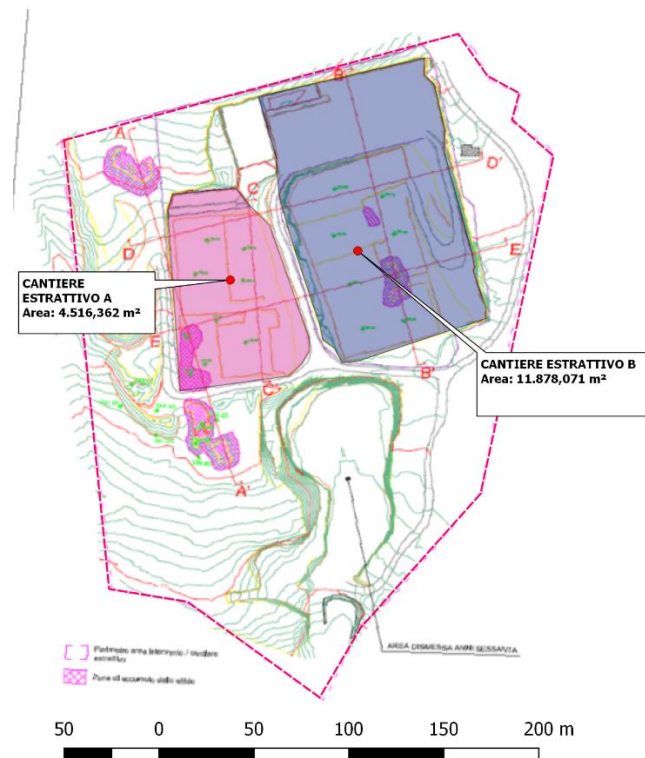 B'
A
D'
C
D
E'
CANTIERE
ESTRATTIVO A
Area: 4.516,362 m²
E
CANTIERE ESTRATTIVO B
Area: 11.878,071 m²
B'
C'
A'
AREA DISMESSA ANNI SESSANTA
Perimetro area intervento / cantiere
estrattivo
Zone di accumulo dello sfrido
50 0 50 100 150 200 m